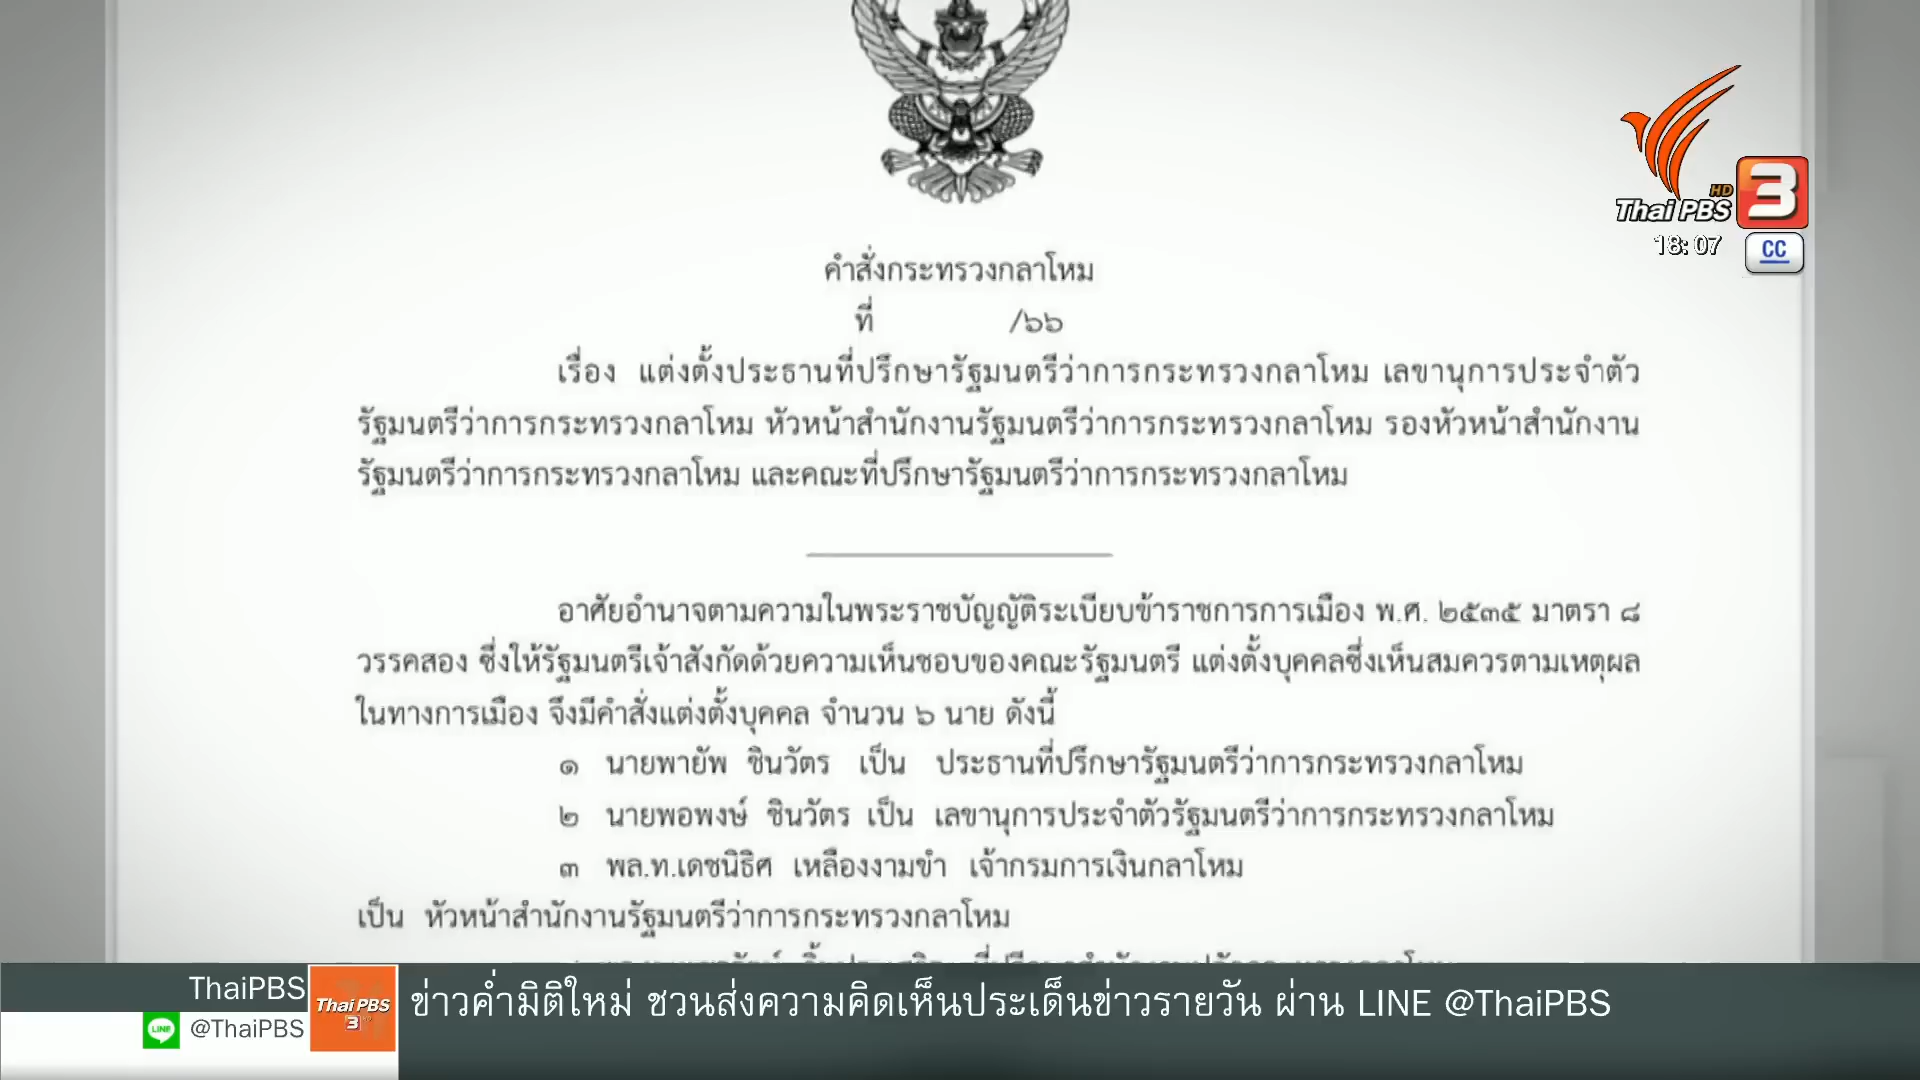 คำสั่งกระทรวงกลาโหม
ที่ /๖๖
เรื่อง แต่งตั้งประธานที่ปรึกษารัฐมนตรีว่าการกระทรวงกลาโหม เลขานุการประจำตัว
รัฐมนตรีว่าการกระทรวงกลาโหม หัวหน้าสำนักงานรัฐมนตรีว่าการกระทรวงกลาโหม รองหัวหน้าสำนักงาน
รัฐมนตรีว่าการกระทรวงกลาโหม และคณะที่ปรึกษารัฐมนตรีว่าการกระทรวงกลาโหม
อาศัยอำนาจตามความในพระราชบัญญัติระเบียบข้าราชการการเมือง พ.ศ. ๒๕๓๕ มาตรา ๘
วรรคสอง ซึ่งให้รัฐมนตรีเจ้าสังกัดด้วยความเห็นชอบของคณะรัฐมนตรี แต่งตั้งบุคคลซึ่งเห็นสมควรตามเหตุผล
ในทางการเมือง จึงมีคำสั่งแต่งตั้งบุคคล จำนวน ๖ นาย ดังนี้
๑ นายพายัพ ชินวัตร เป็น ประธานที่ปรึกษารัฐมนตรีว่าการกระทรวงกลาโหม
๒ นายพอพงษ์ ชินวัตร เป็น เลขานุการประจำตัวรัฐมนตรีว่าการกระทรวงกลาโหม
๓ พล.ท.เดชนิธิศ เหลืองงามขำ เจ้ากรมการเงินกลาโหม
เป็น หัวหน้าสำนักงานรัฐมนตรีว่าการกระทรวงกลาโหม
HD
Thai PBS 3
18:07
CC
ThaiPBS
@ThaiPBS
LINE
Thai PBS
3
ข่าวค่ำมิติใหม่ ชวนส่งความคิดเห็นประเด็นข่าวรายวัน ผ่าน LINE @ThaiPBS